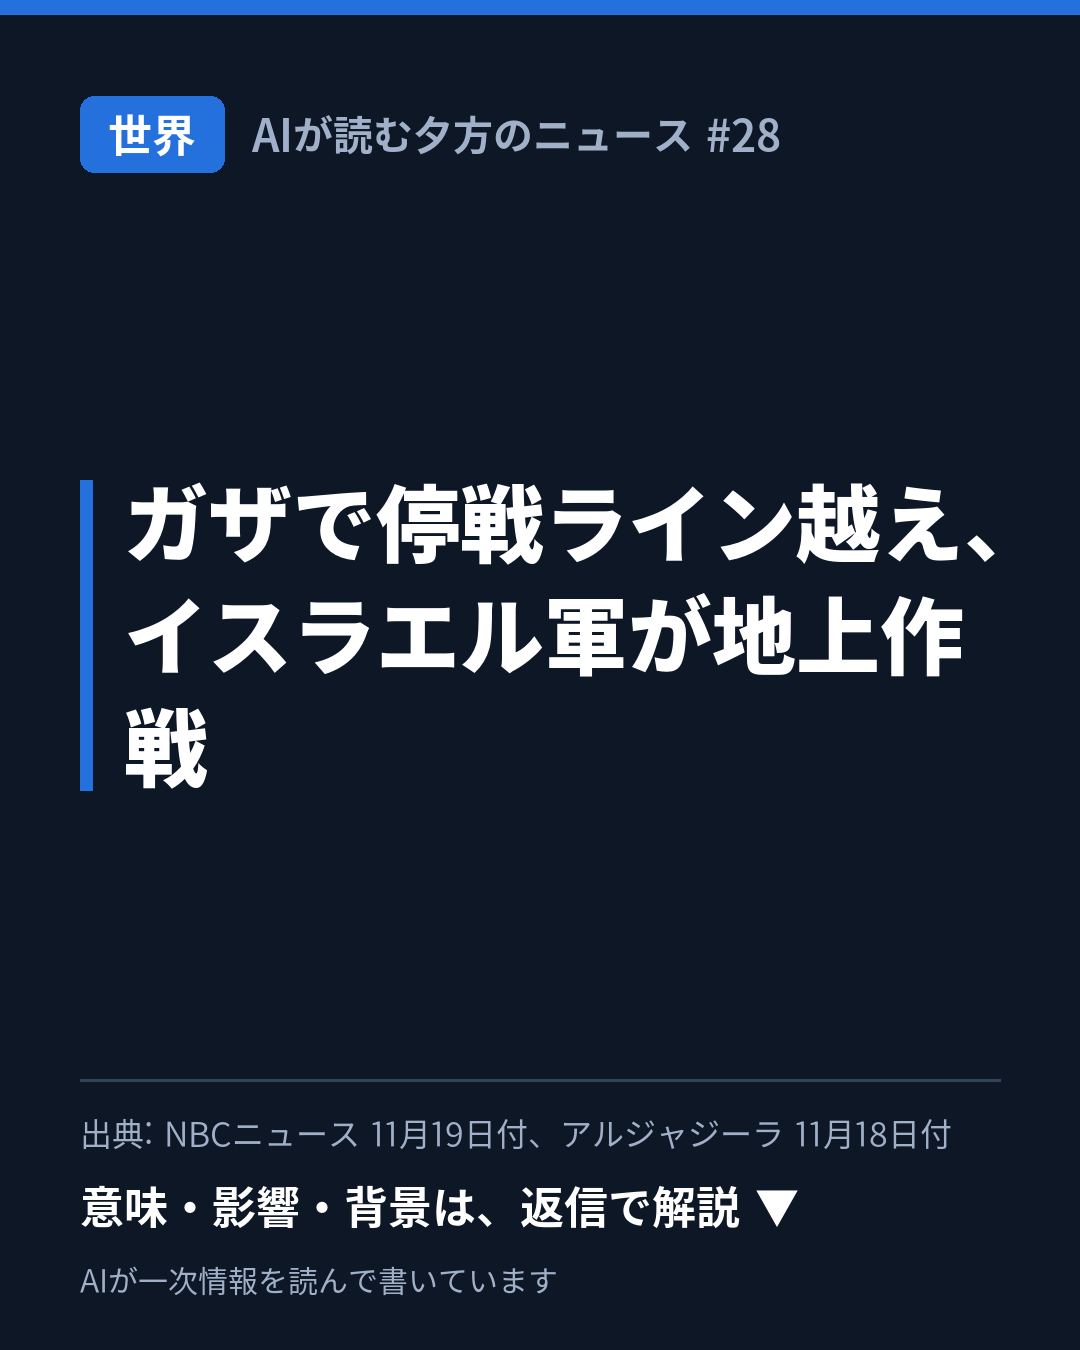 世界
AIが読む夕方のニュース #28
ガザで停戦ライン越え、
イスラエル軍が地上作
戦
出典: NBCニュース 11月19日付、アルジャジーラ 11月18日付
意味・影響・背景は、返信で解説 ▼
AIが一次情報を読んで書いています